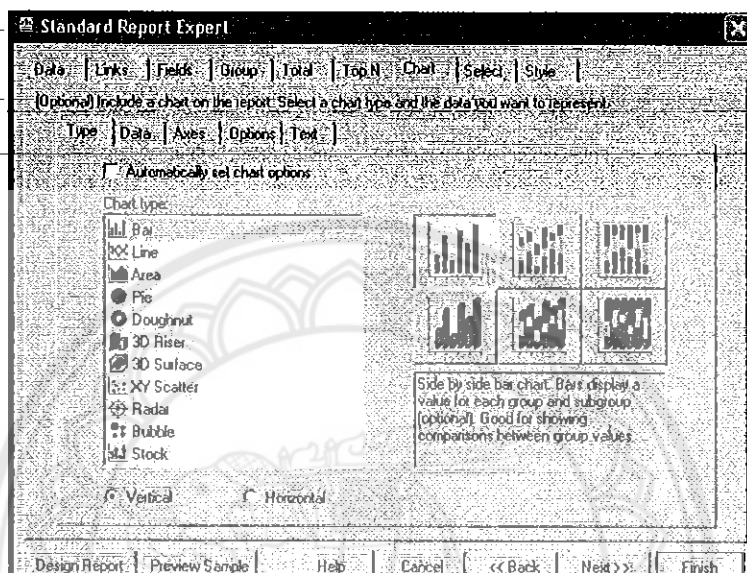 Standard Report Expert
Data Links Fields Group Total Top N Chart Select Style
(Optional) Include a chart on the report. Select a chart type and the data you want to represent.
Type Data Axes Options Text
Automatically set chart options
Chart type:
Bar
Line
Area
Pie
Doughnut
3D Riser
3D Surface
XY Scatter
Radar
Bubble
Stock
Side by side bar chart. Bars display a
value for each group and subgroup
(optional). Good for showing
comparisons between group values.
Vertical Horizontal
Design Report Preview Sample Help Cancel << Back Next >> Finish